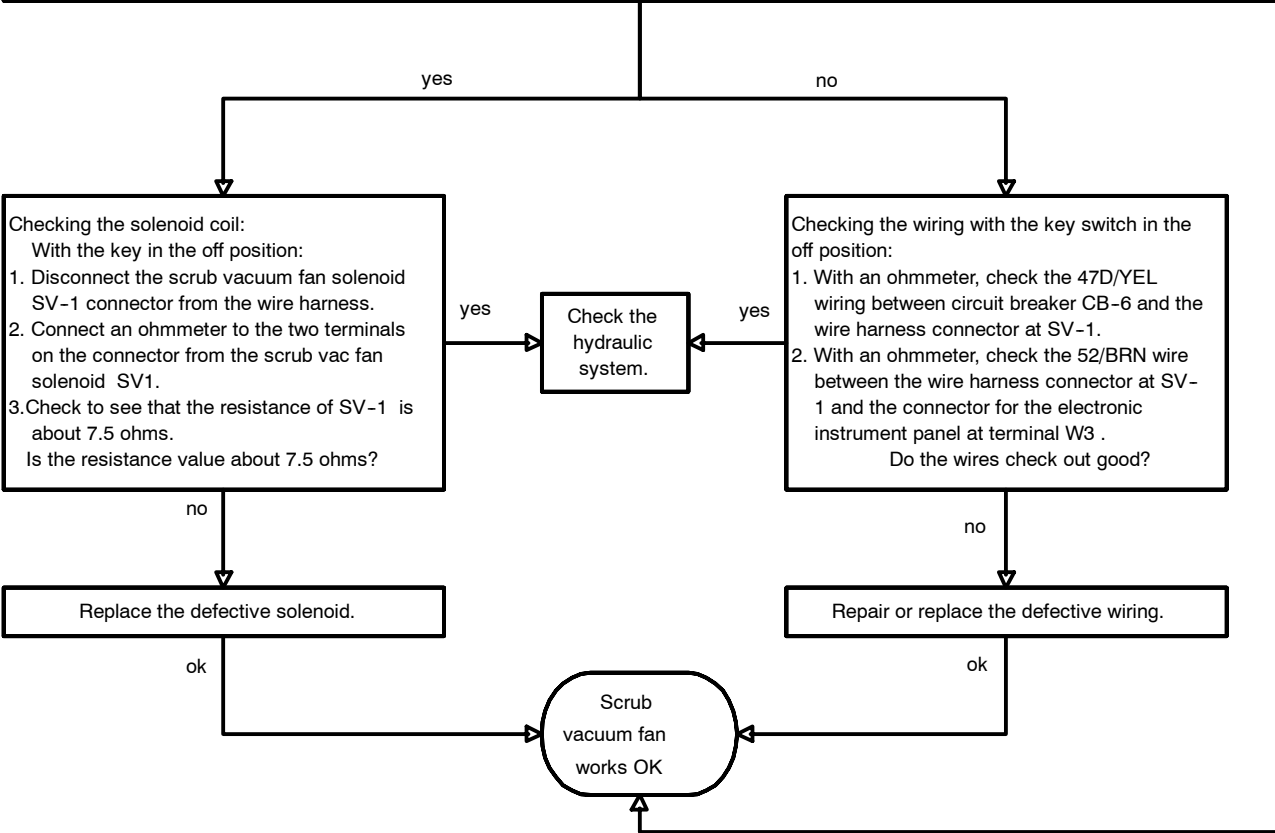 yes
no
Checking the solenoid coil:
With the key in the off position:
1. Disconnect the scrub vacuum fan solenoid
SV-1 connector from the wire harness.
2. Connect an ohmmeter to the two terminals
on the connector from the scrub vac fan
solenoid SV1.
3.Check to see that the resistance of SV-1 is
about 7.5 ohms.
Is the resistance value about 7.5 ohms?
yes
Check the
hydraulic
system.
yes
Checking the wiring with the key switch in the
off position:
1. With an ohmmeter, check the 47D/YEL
wiring between circuit breaker CB-6 and the
wire harness connector at SV-1.
2. With an ohmmeter, check the 52/BRN wire
between the wire harness connector at SV-
1 and the connector for the electronic
instrument panel at terminal W3 .
Do the wires check out good?
no
no
Replace the defective solenoid.
Repair or replace the defective wiring.
ok
ok
Scrub
vacuum fan
works OK